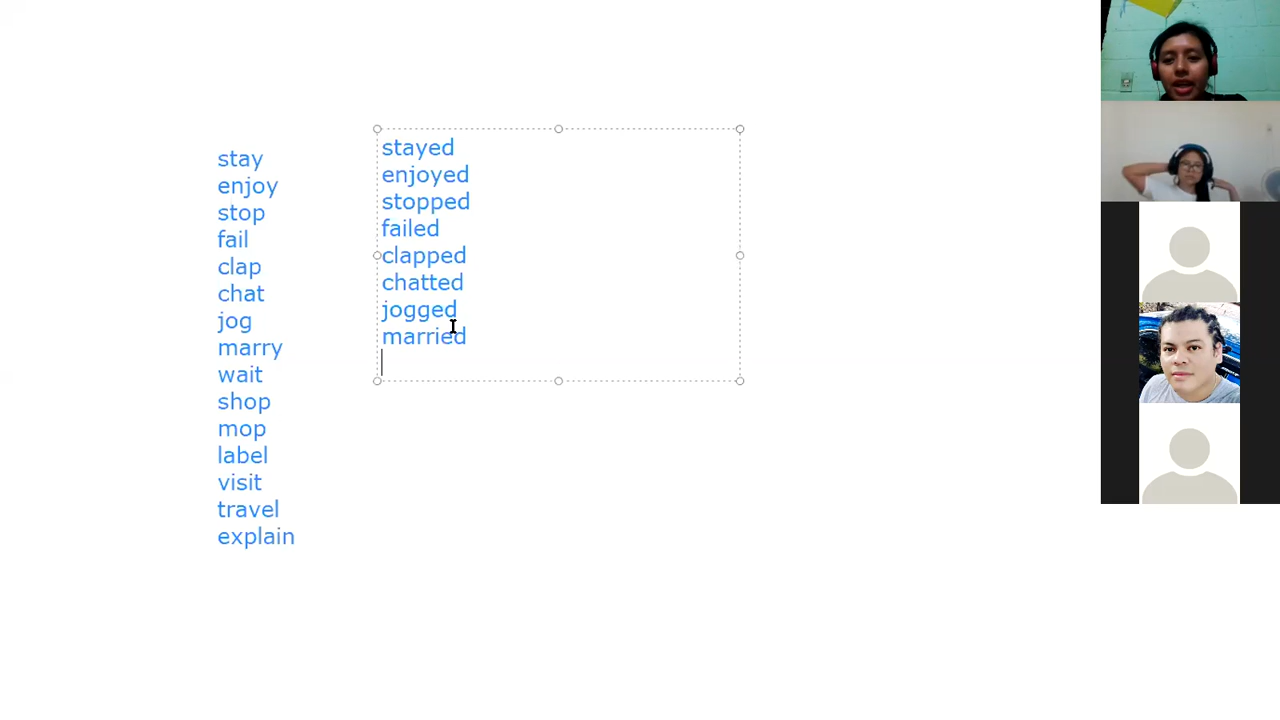 stay
enjoy
stop
fail
clap
chat
jog
marry
wait
shop
mop
label
visit
travel
explain
stayed
enjoyed
stopped
failed
clapped
chatted
jogged
married